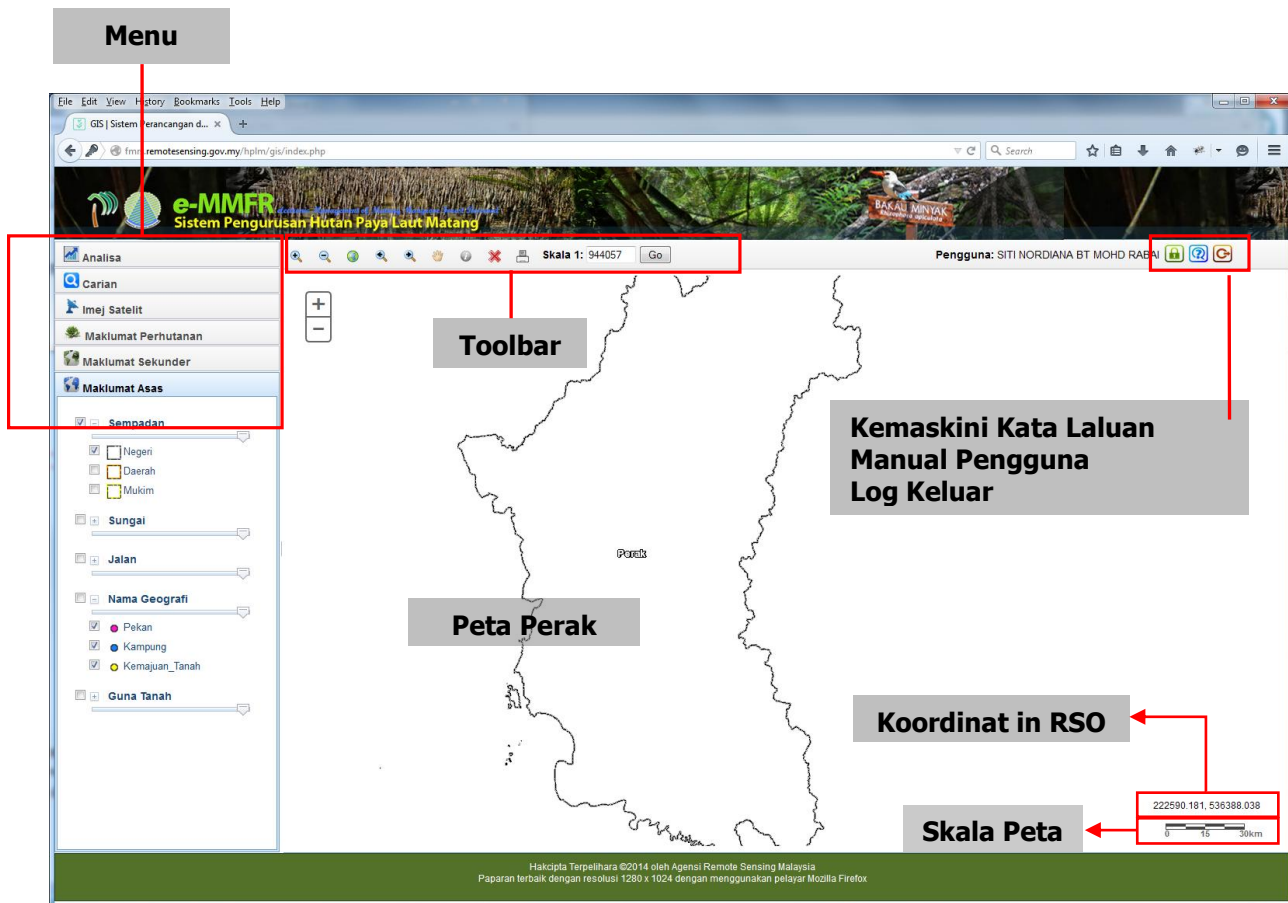 Menu
File Edit View History Bookmarks Tools Help
GIS | Sistem Perancangan d... × +
fmr.remotesensing.gov.my/hplm/gis/index.php
Search
e-MMFR
Sistem Pengurusan Hutan Paya Laut Matang
BAKAU MINYAK
Rhizophora apiculata
Analisa
Carian
Imej Satelit
Maklumat Perhutanan
Maklumat Sekunder
Maklumat Asas
Sempadan
Negeri
Daerah
Mukim
Sungai
Jalan
Nama Geografi
Pekan
Kampung
Kemajuan_Tanah
Guna Tanah
Skala 1: 944057 Go
Pengguna: SITI NORDIANA BT MOHD RABAI
+
−
Toolbar
Kemaskini Kata Laluan
Manual Pengguna
Log Keluar
Perak
Peta Perak
Koordinat in RSO
222590.181, 536388.038
Skala Peta
0 15 30km
Hakcipta Terpelihara ©2014 oleh Agensi Remote Sensing Malaysia
Paparan terbaik dengan resolusi 1280 x 1024 dengan menggunakan pelayar Mozilla Firefox